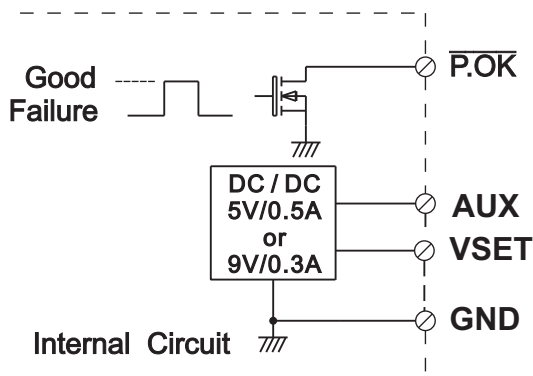 Good
Failure
P.OK
DC / DC
5V/0.5A
or
9V/0.3A
AUX
VSET
GND
Internal Circuit